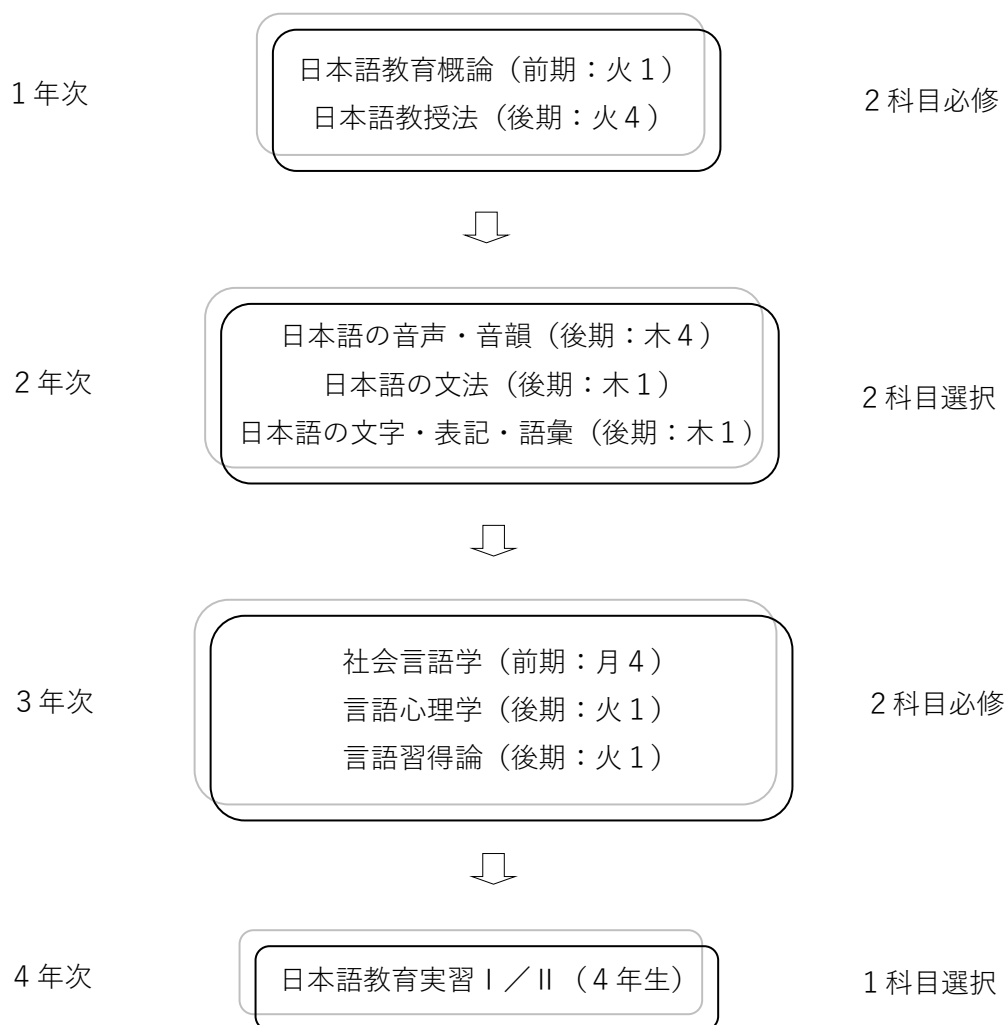 1年次
日本語教育概論（前期：火１）
日本語教授法（後期：火４）
２科目必修
2年次
日本語の音声・音韻（後期：木４）
日本語の文法（後期：木１）
日本語の文字・表記・語彙（後期：木１）
２科目選択
3年次
社会言語学（前期：月４）
言語心理学（後期：火１）
言語習得論（後期：火１）
２科目必修
4年次
日本語教育実習Ⅰ／Ⅱ（４年生）
１科目選択